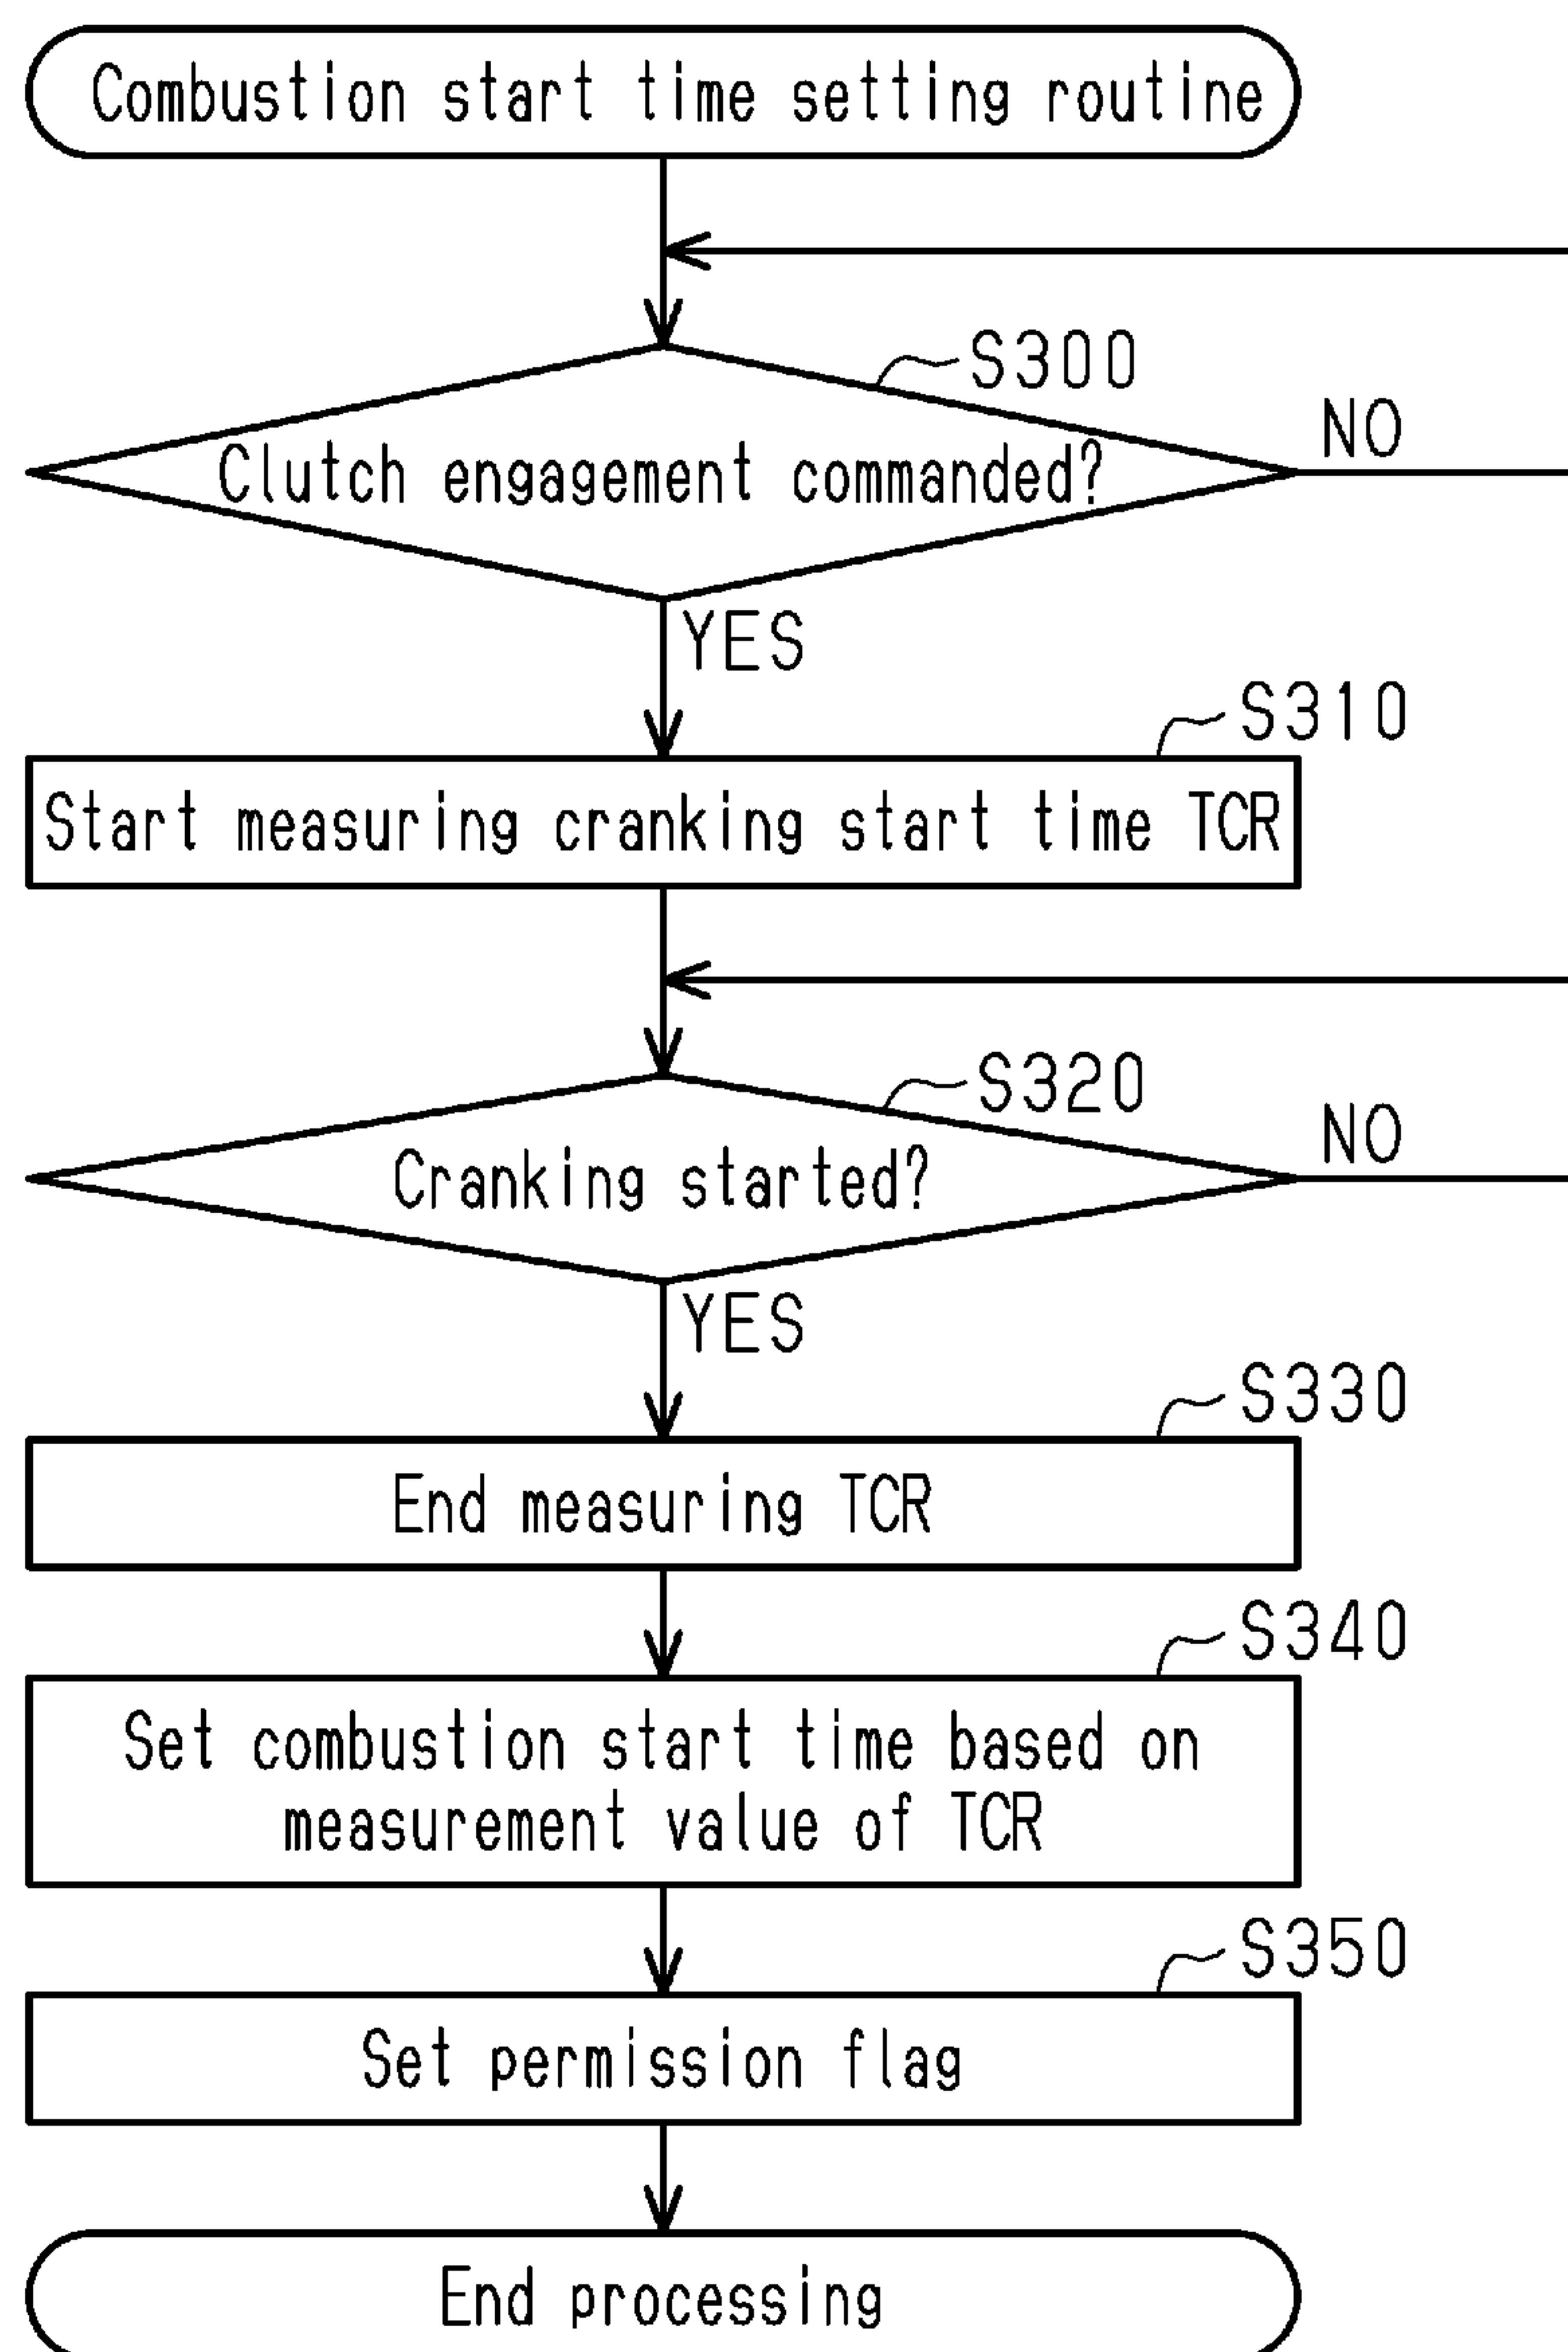 Combustion start time setting routine
S300
NO
Clutch engagement commanded?
YES
S310
Start measuring cranking start time TCR
S320
NO
Cranking started?
YES
S330
End measuring TCR
S340
Set combustion start time based on
measurement value of TCR
S350
Set permission flag
End processing